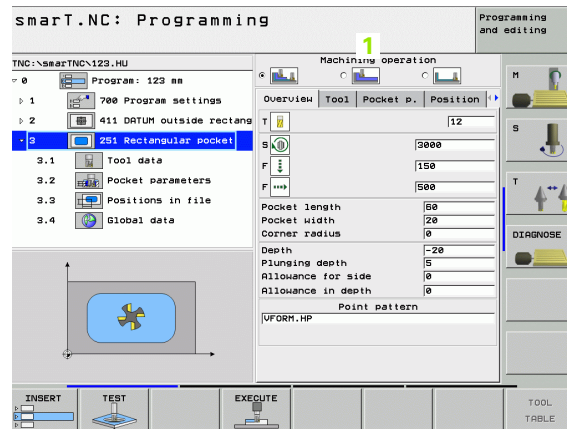 smarT.NC: Programming
Programming
and editing
TNC:\smarTNC\123.HU
0 Program: 123 mm
1 700 Program settings
2 411 DATUM outside rectang
3 251 Rectangular pocket
3.1 Tool data
3.2 Pocket parameters
3.3 Positions in file
3.4 Global data
1
Machining operation
Overview Tool Pocket p. Position
T 12
S 3000
F 150
F 500
Pocket length 60
Pocket width 20
Corner radius 0
Depth -20
Plunging depth 5
Allowance for side 0
Allowance in depth 0
Point pattern
VFORM.HP
M
S
T
DIAGNOSE
INSERT
TEST
EXECUTE
TOOL
TABLE